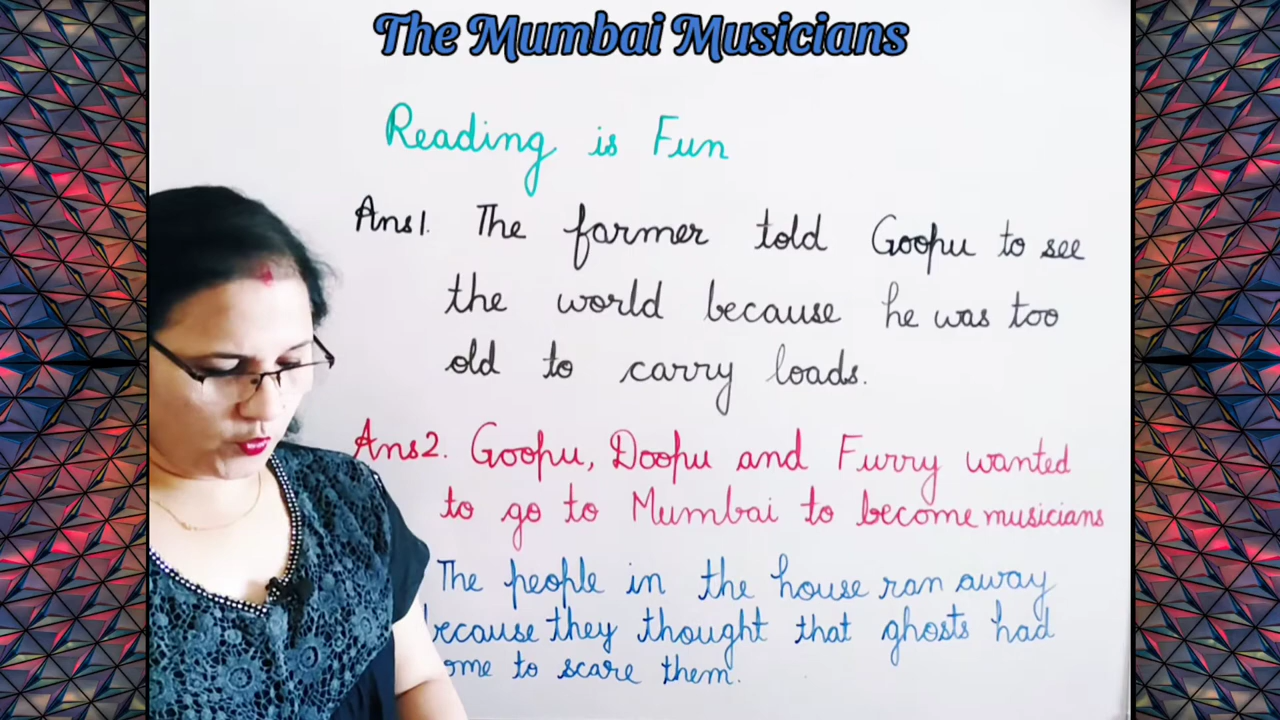 The Mumbai Musicians
Reading is Fun
Ans1. The farmer told Goopu to see
the world because he was too
old to carry loads.
Ans2. Goopu, Doopu and Furry wanted
to go to Mumbai to become musicians
The people in the house ran away
because they thought that ghosts had
to scare them.